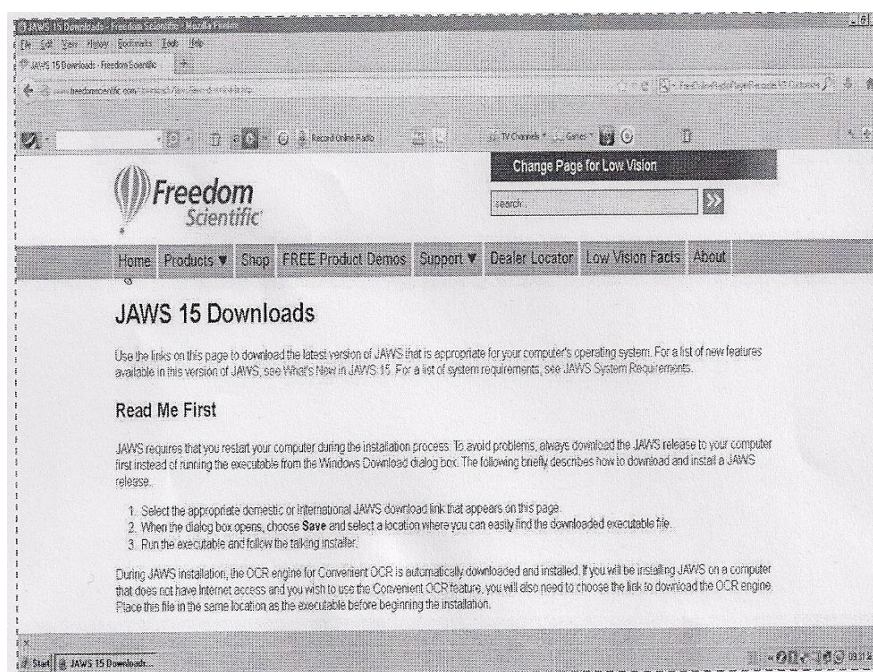 JAWS 15 Downloads - Freedom Scientific - Mozilla Firefox
File Edit View History Bookmarks Tools Help
JAWS 15 Downloads - Freedom Scientific +
Record Online Radio TV Channels Games
Change Page for Low Vision
Freedom
Scientific
search...
Home Products ▼ Shop FREE Product Demos Support ▼ Dealer Locator Low Vision Facts About
JAWS 15 Downloads
Use the links on this page to download the latest version of JAWS that is appropriate for your computer's operating system. For a list of new features
available in this version of JAWS, see What's New in JAWS 15. For a list of system requirements, see JAWS System Requirements.
Read Me First
JAWS requires that you restart your computer during the installation process. To avoid problems, always download the JAWS release to your computer
first instead of running the executable from the Windows Download dialog box. The following briefly describes how to download and install a JAWS
release.
1. Select the appropriate domestic or international JAWS download link that appears on this page.
2. When the dialog box opens, choose Save and select a location where you can easily find the downloaded executable file.
3. Run the executable and follow the talking installer.
During JAWS installation, the OCR engine for Convenient OCR is automatically downloaded and installed. If you will be installing JAWS on a computer
that does not have Internet access and you wish to use the Convenient OCR feature, you will also need to choose the link to download the OCR engine.
Place this file in the same location as the executable before beginning the installation.
Start JAWS 15 Downloads...